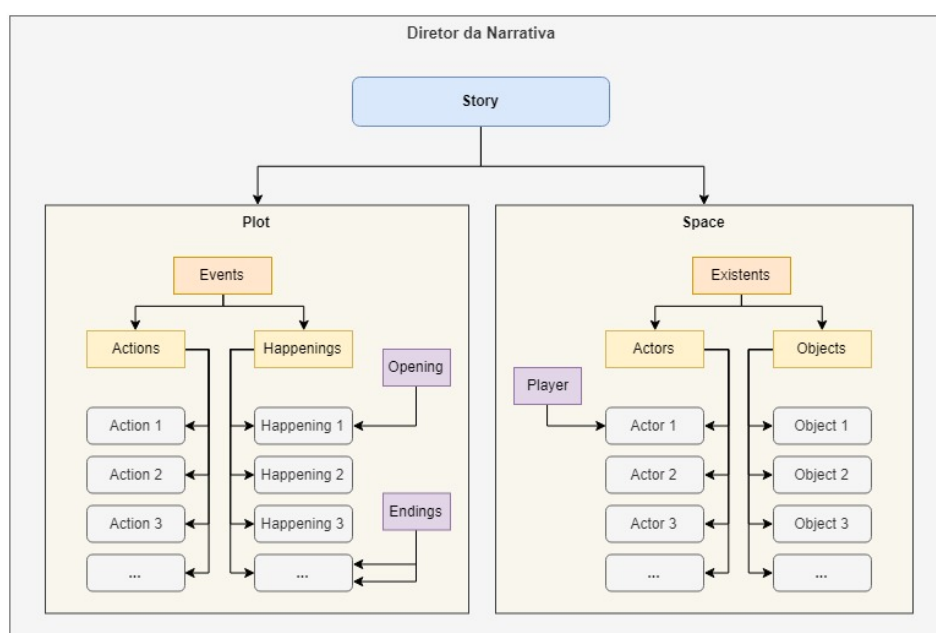 Diretor da Narrativa
Story
Plot
Events
Actions
Happenings
Opening
Action 1
Happening 1
Action 2
Happening 2
Action 3
Happening 3
Endings
...
...
Space
Existents
Actors
Objects
Player
Actor 1
Object 1
Actor 2
Object 2
Actor 3
Object 3
...
...